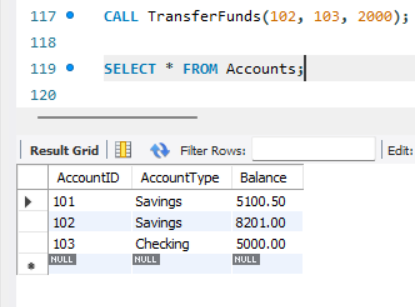 117 CALL TransferFunds(102, 103, 2000);
118
119 SELECT * FROM Accounts;
120
Result Grid Filter Rows: Edit:
AccountID AccountType Balance
101 Savings 5100.50
102 Savings 8201.00
103 Checking 5000.00
NULL NULL NULL